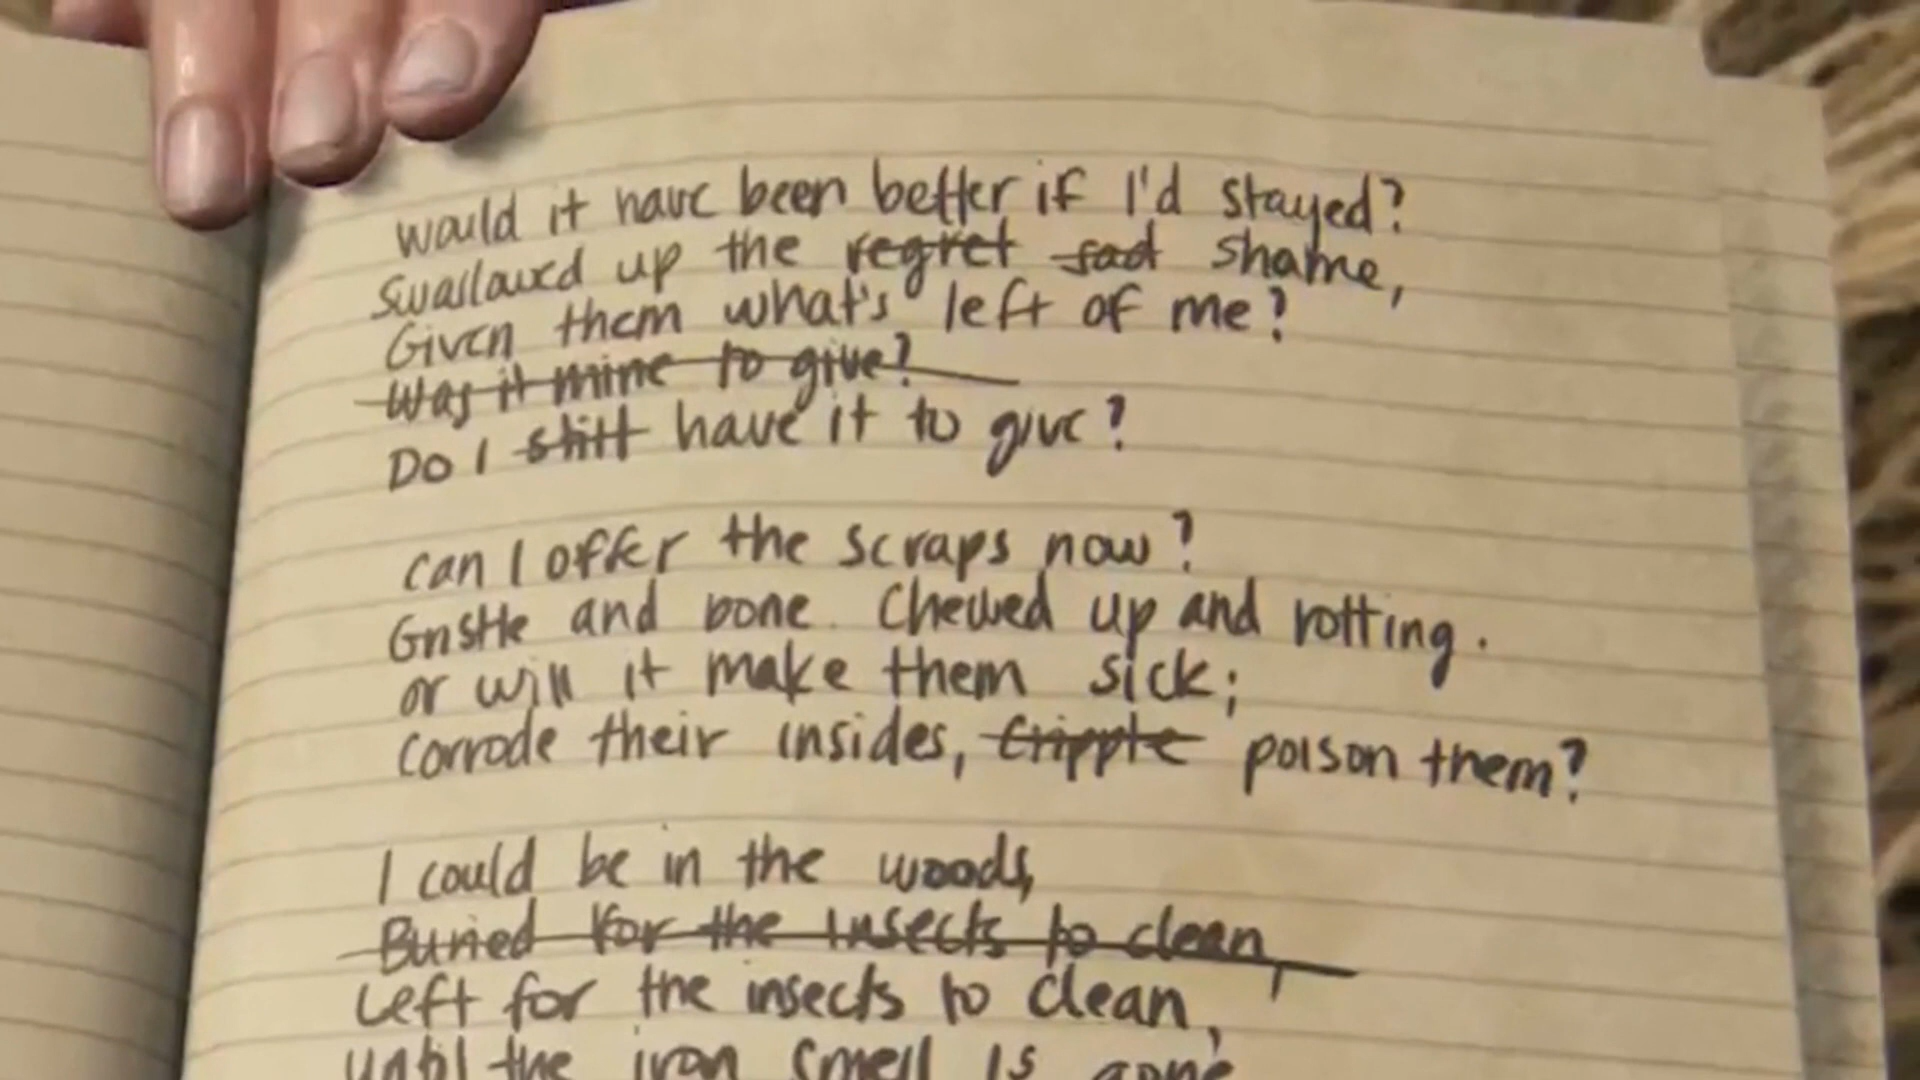 would it have been better if I'd stayed?
Swallowed up the regret sad shame,
Given them what's left of me?
Was it mine to give?
Do I still have it to give?
can I offer the scraps now?
Gristle and bone. Chewed up and rotting.
or will it make them sick;
corrode their insides, cripple poison them?
I could be in the woods,
Buried for the insects to clean,
Left for the insects to clean,
until the iron smell is gone